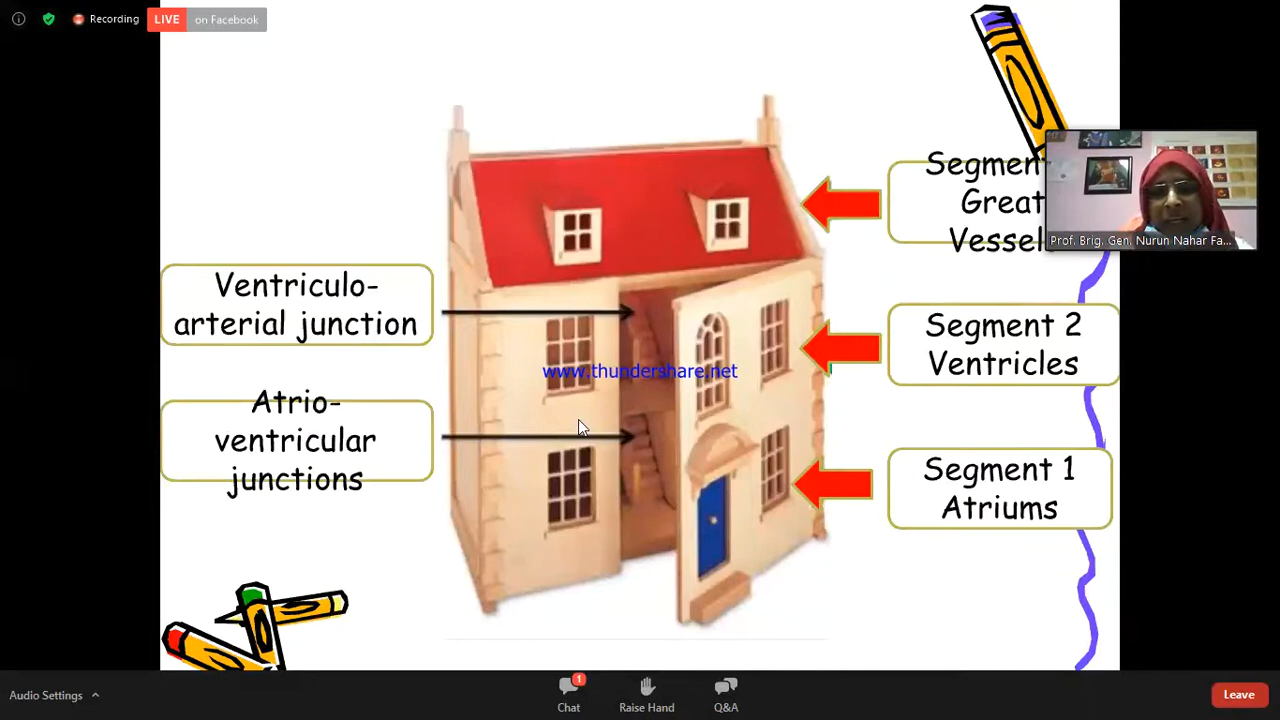 Recording
LIVE on Facebook
Segment
Great
Vessel
Prof. Brig. Gen. Nurun Nahar Fa...
Ventriculo-
arterial junction
Segment 2
Ventricles
www.thundershare.net
Atrio-
ventricular
junctions
Segment 1
Atriums
Audio Settings
1
Chat
Raise Hand
Q&A
Leave